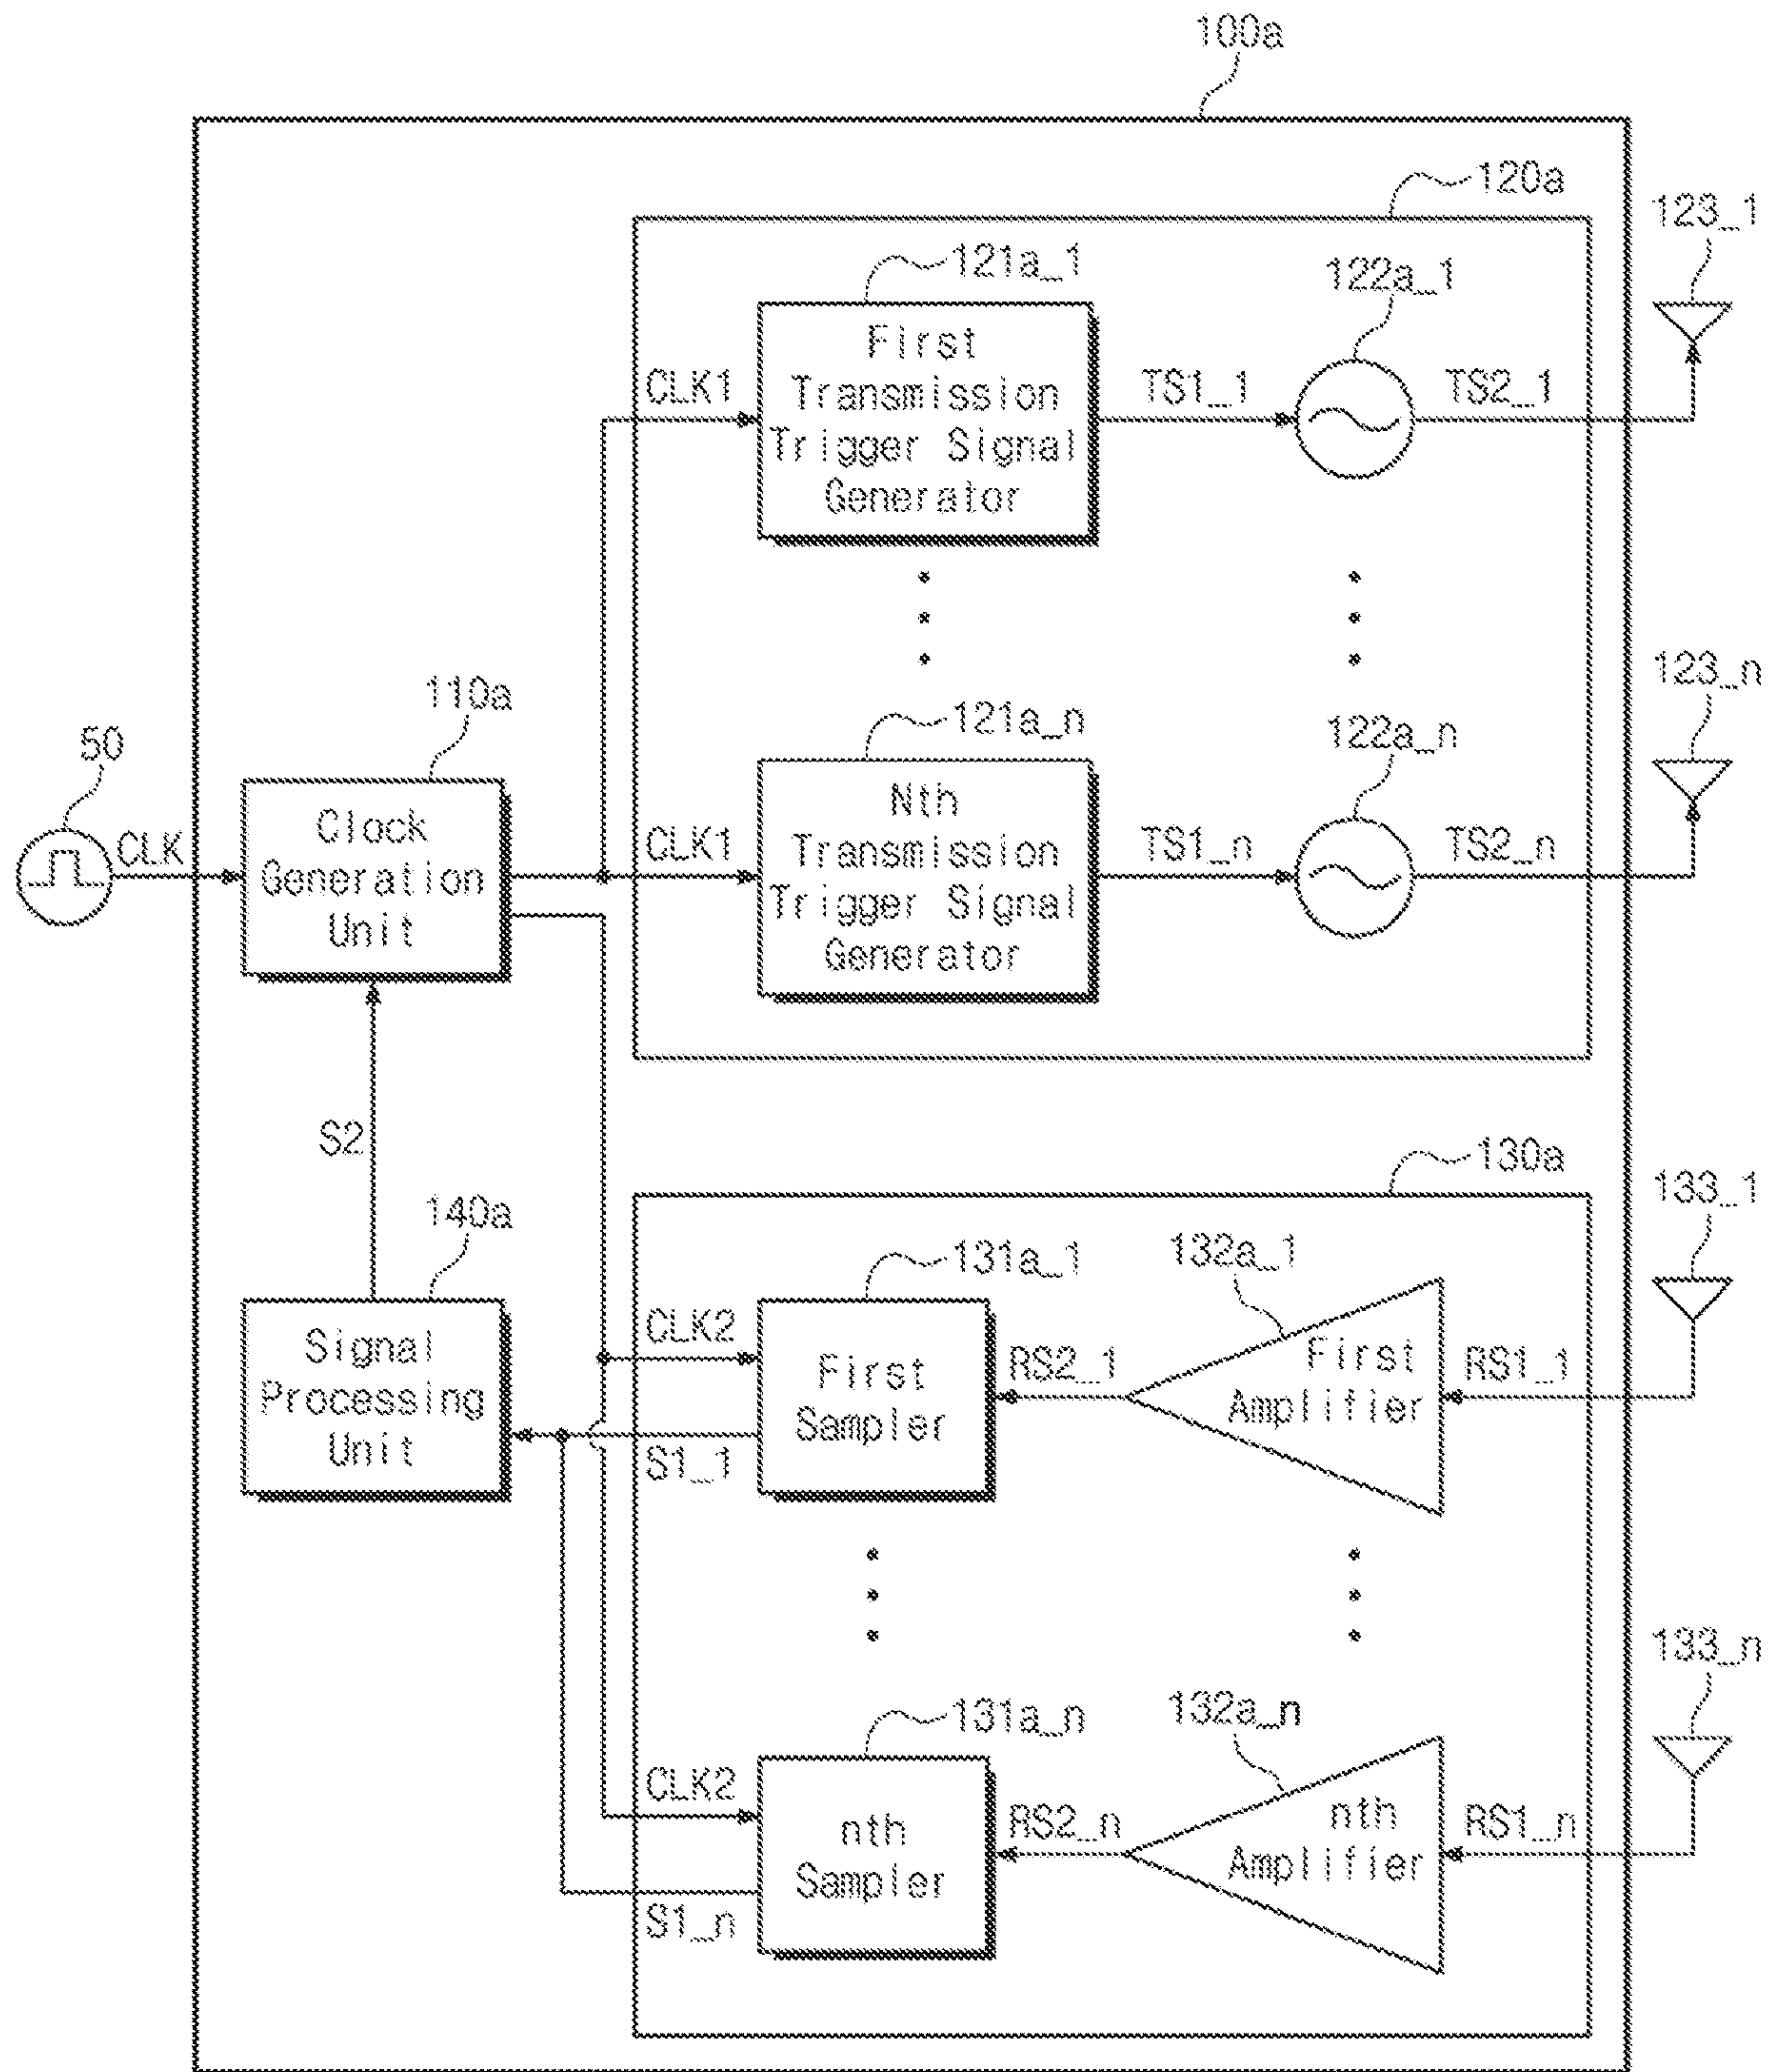 100a
120a
123_1
121a_1
122a_1
First
Transmission
Trigger Signal
Generator
CLK1
TS1_1
TS2_1
110a
121a_n
122a_n
123_n
50
CLK
Clock
Generation
Unit
CLK1
Nth
Transmission
Trigger Signal
Generator
TS1_n
TS2_n
S2
130a
133_1
140a
131a_1
132a_1
Signal
Processing
Unit
CLK2
First
Sampler
RS2_1
First
Amplifier
RS1_1
S1_1
133_n
131a_n
132a_n
CLK2
nth
Sampler
RS2_n
nth
Amplifier
RS1_n
S1_n